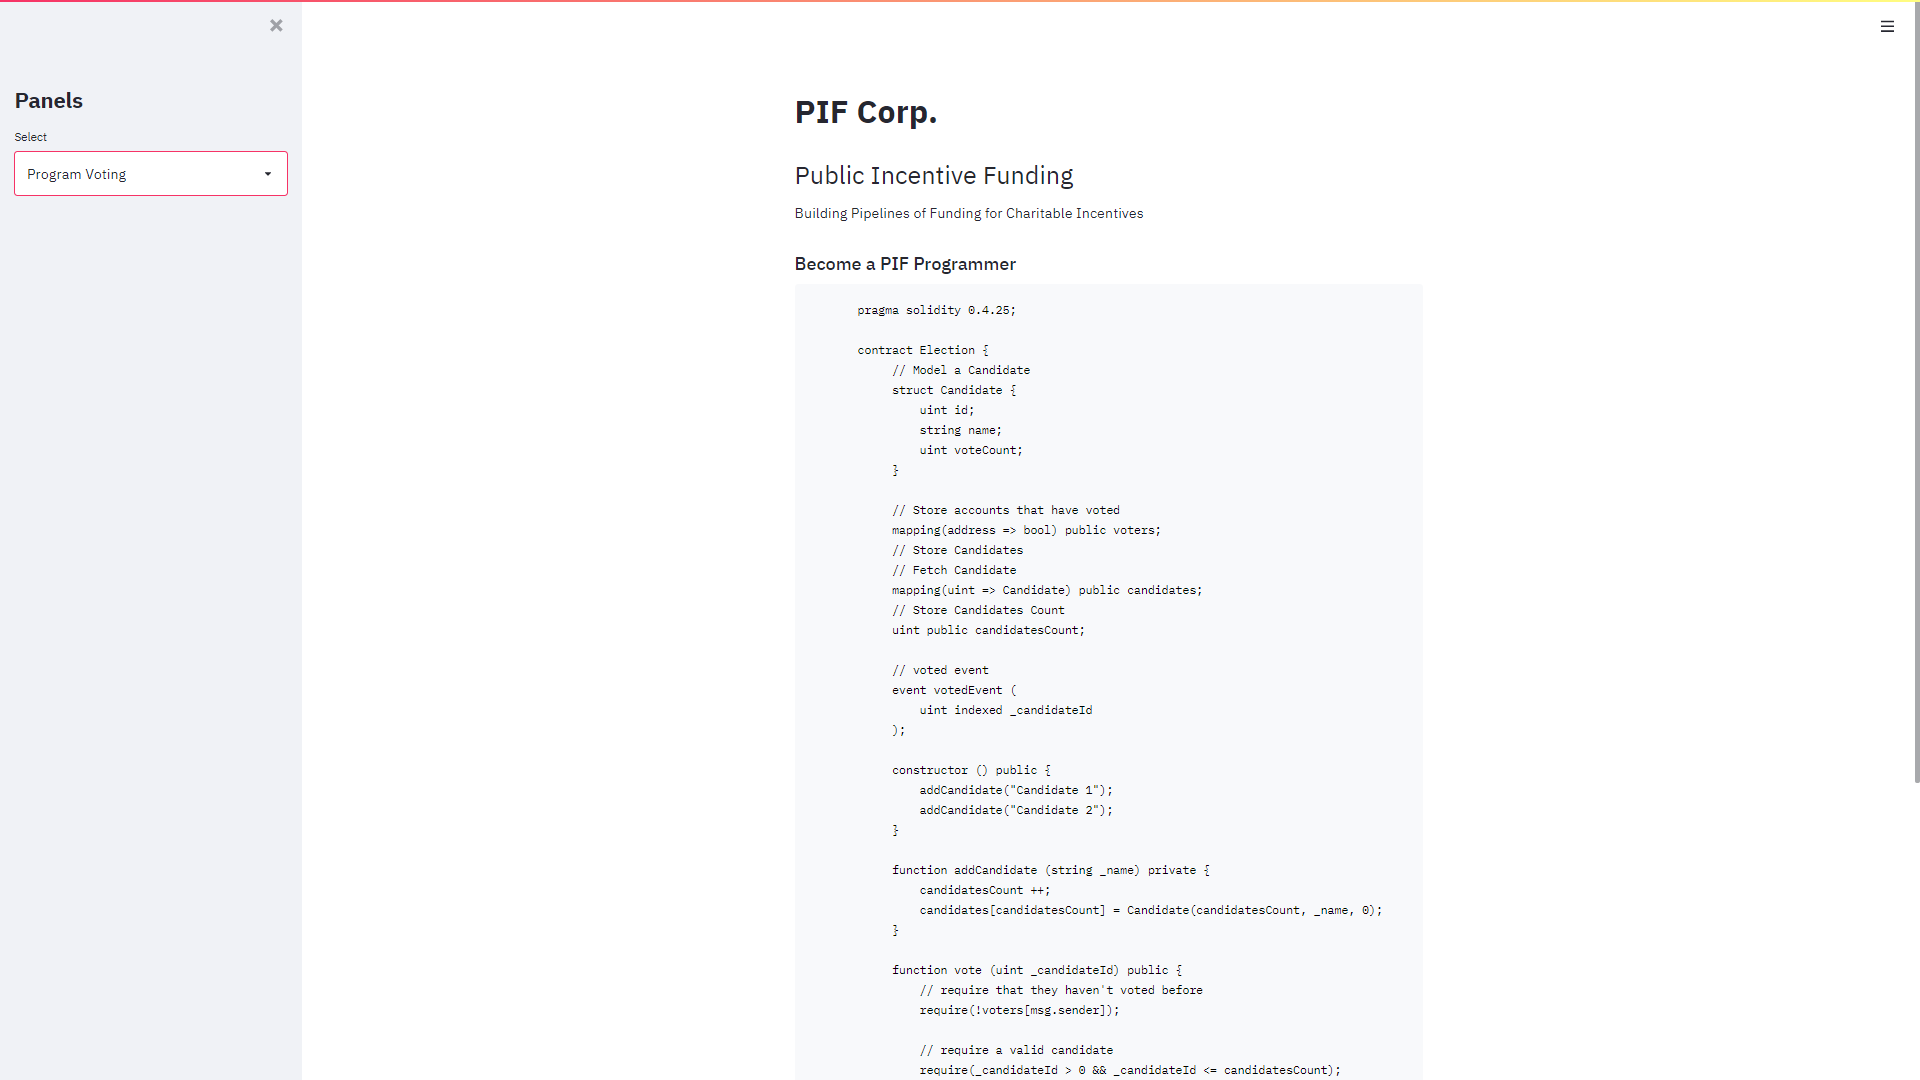 Panels
Select
Program Voting
PIF Corp.
Public Incentive Funding
Building Pipelines of Funding for Charitable Incentives
Become a PIF Programmer
pragma solidity 0.4.25;
contract Election {
// Model a Candidate
struct Candidate {
uint id;
string name;
uint voteCount;
}
// Store accounts that have voted
mapping(address => bool) public voters;
// Store Candidates
// Fetch Candidate
mapping(uint => Candidate) public candidates;
// Store Candidates Count
uint public candidatesCount;
// voted event
event votedEvent (
uint indexed _candidateId
);
constructor () public {
addCandidate("Candidate 1");
addCandidate("Candidate 2");
}
function addCandidate (string _name) private {
candidatesCount ++;
candidates[candidatesCount] = Candidate(candidatesCount, _name, 0);
}
function vote (uint _candidateId) public {
// require that they haven't voted before
require(!voters[msg.sender]);
// require a valid candidate
require(_candidateId > 0 && _candidateId <= candidatesCount);